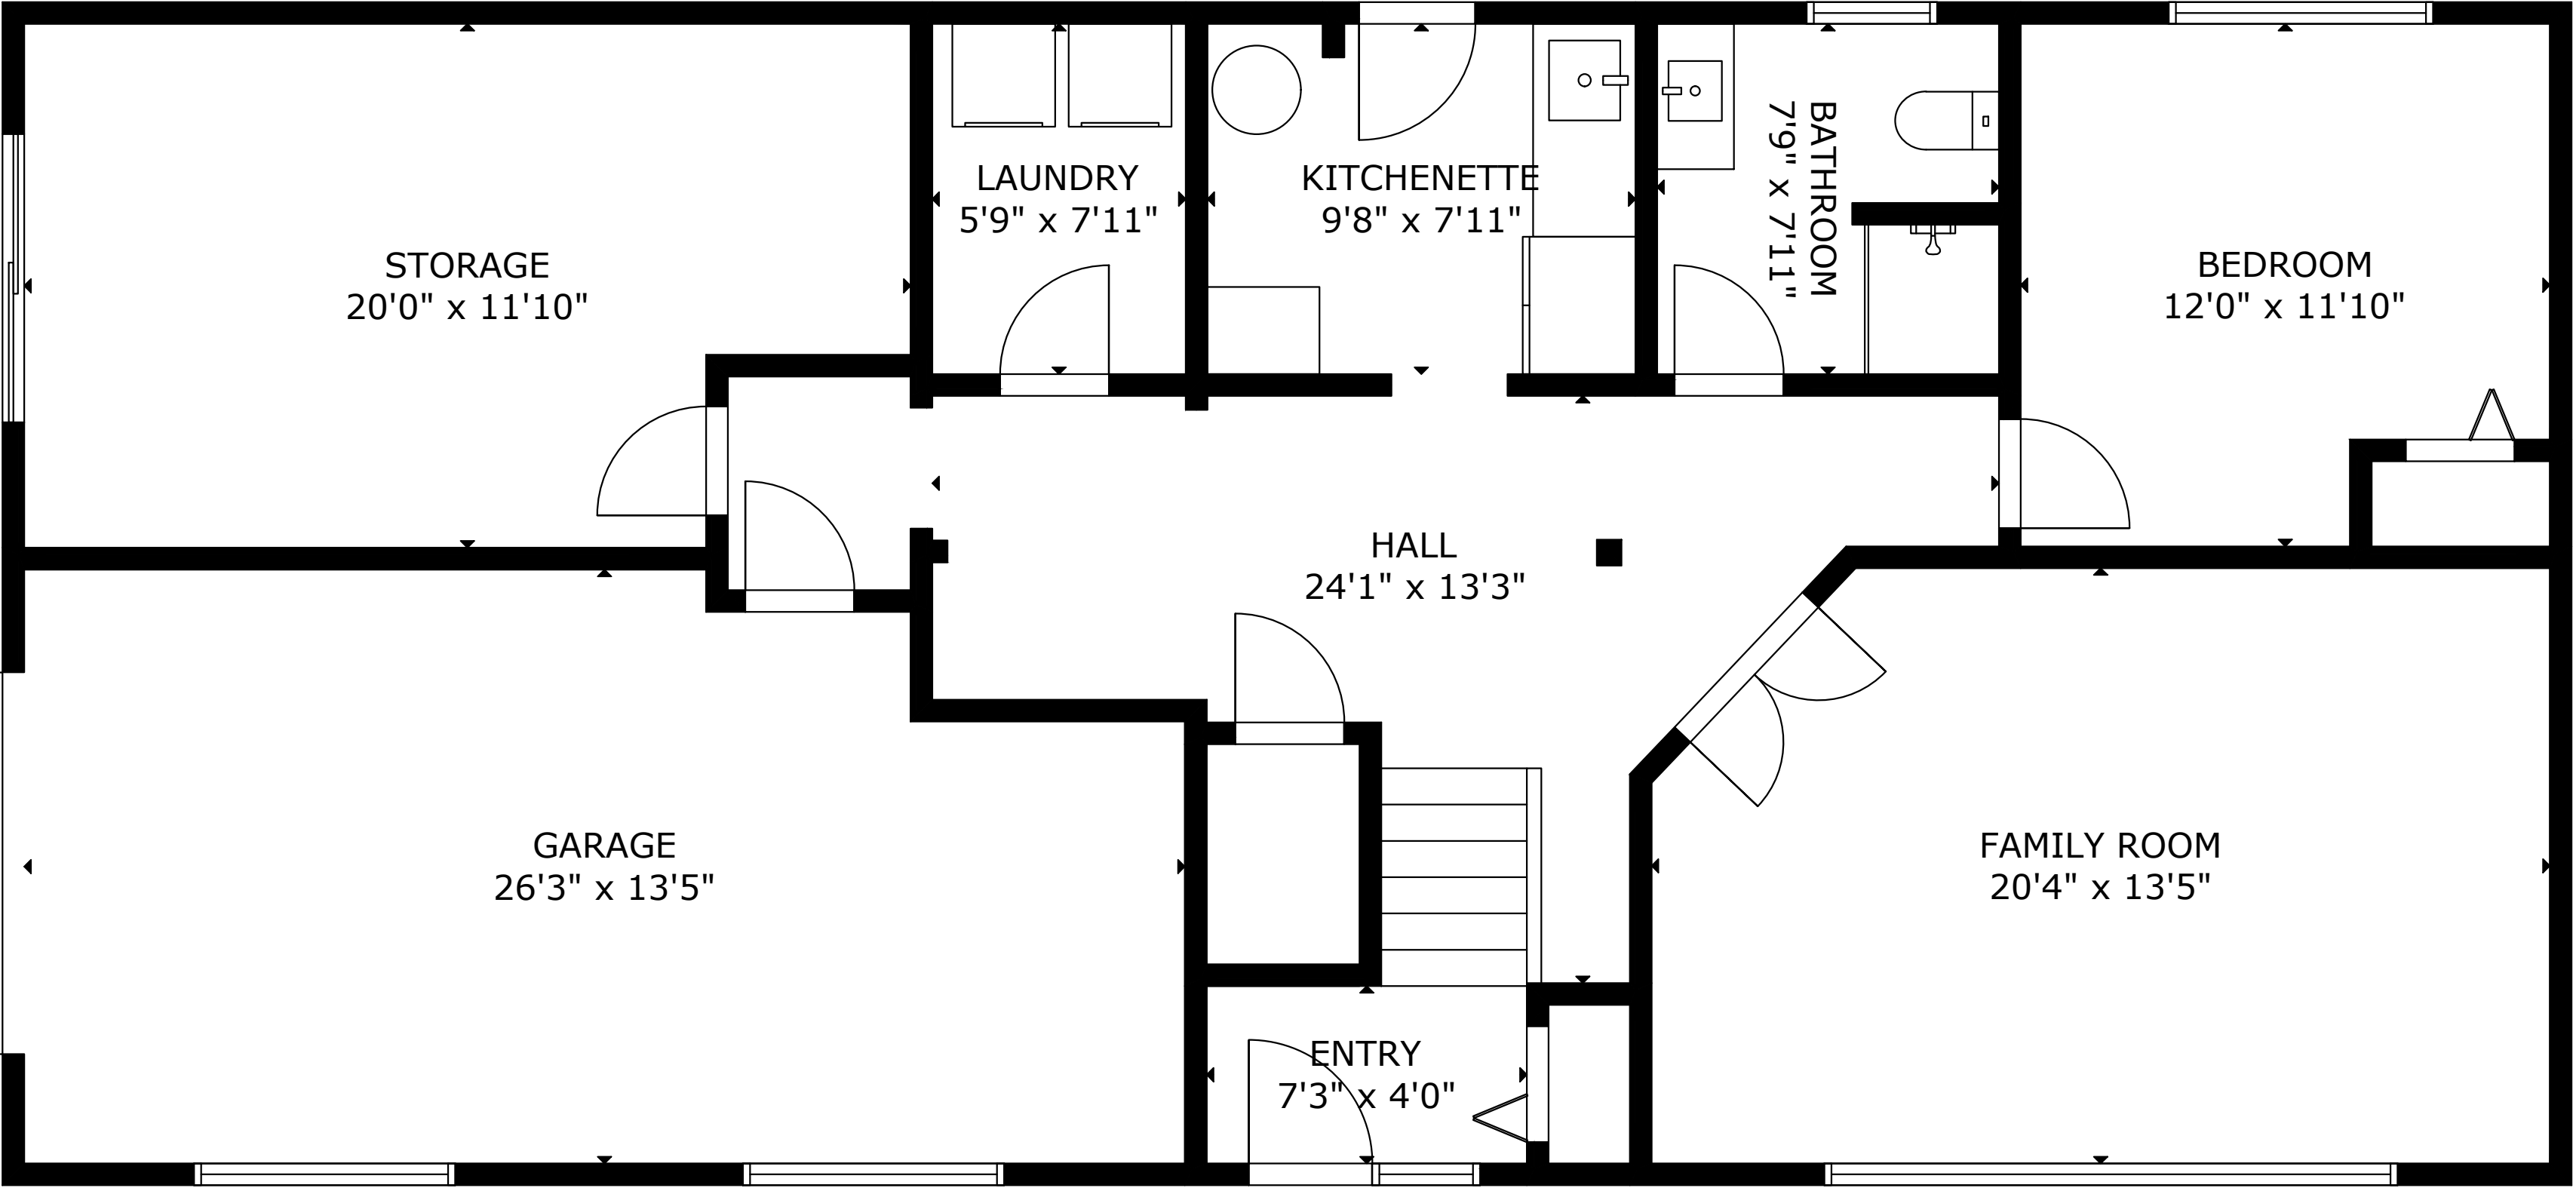 LAUNDRY
5'9" x 7'11"
KITCHENETTE
9'8" x 7'11"
BATHROOM
7'9" x 7'11"
STORAGE
20'0" x 11'10"
BEDROOM
12'0" x 11'10"
HALL
24'1" x 13'3"
GARAGE
26'3" x 13'5"
FAMILY ROOM
20'4" x 13'5"
ENTRY
7'3" x 4'0"